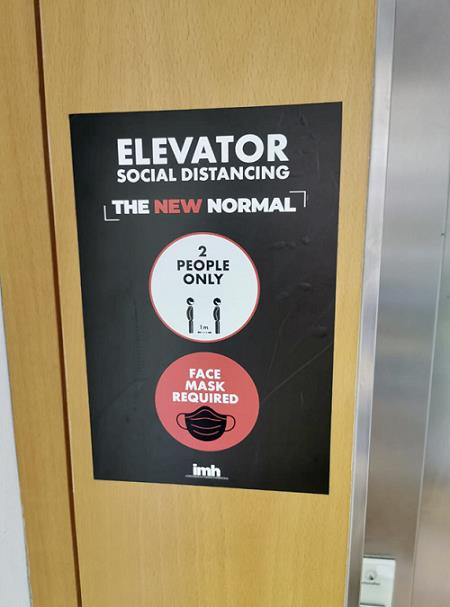 ELEVATOR
SOCIAL DISTANCING
THE NEW NORMAL
2
PEOPLE
ONLY
1m
FACE
MASK
REQUIRED
imh